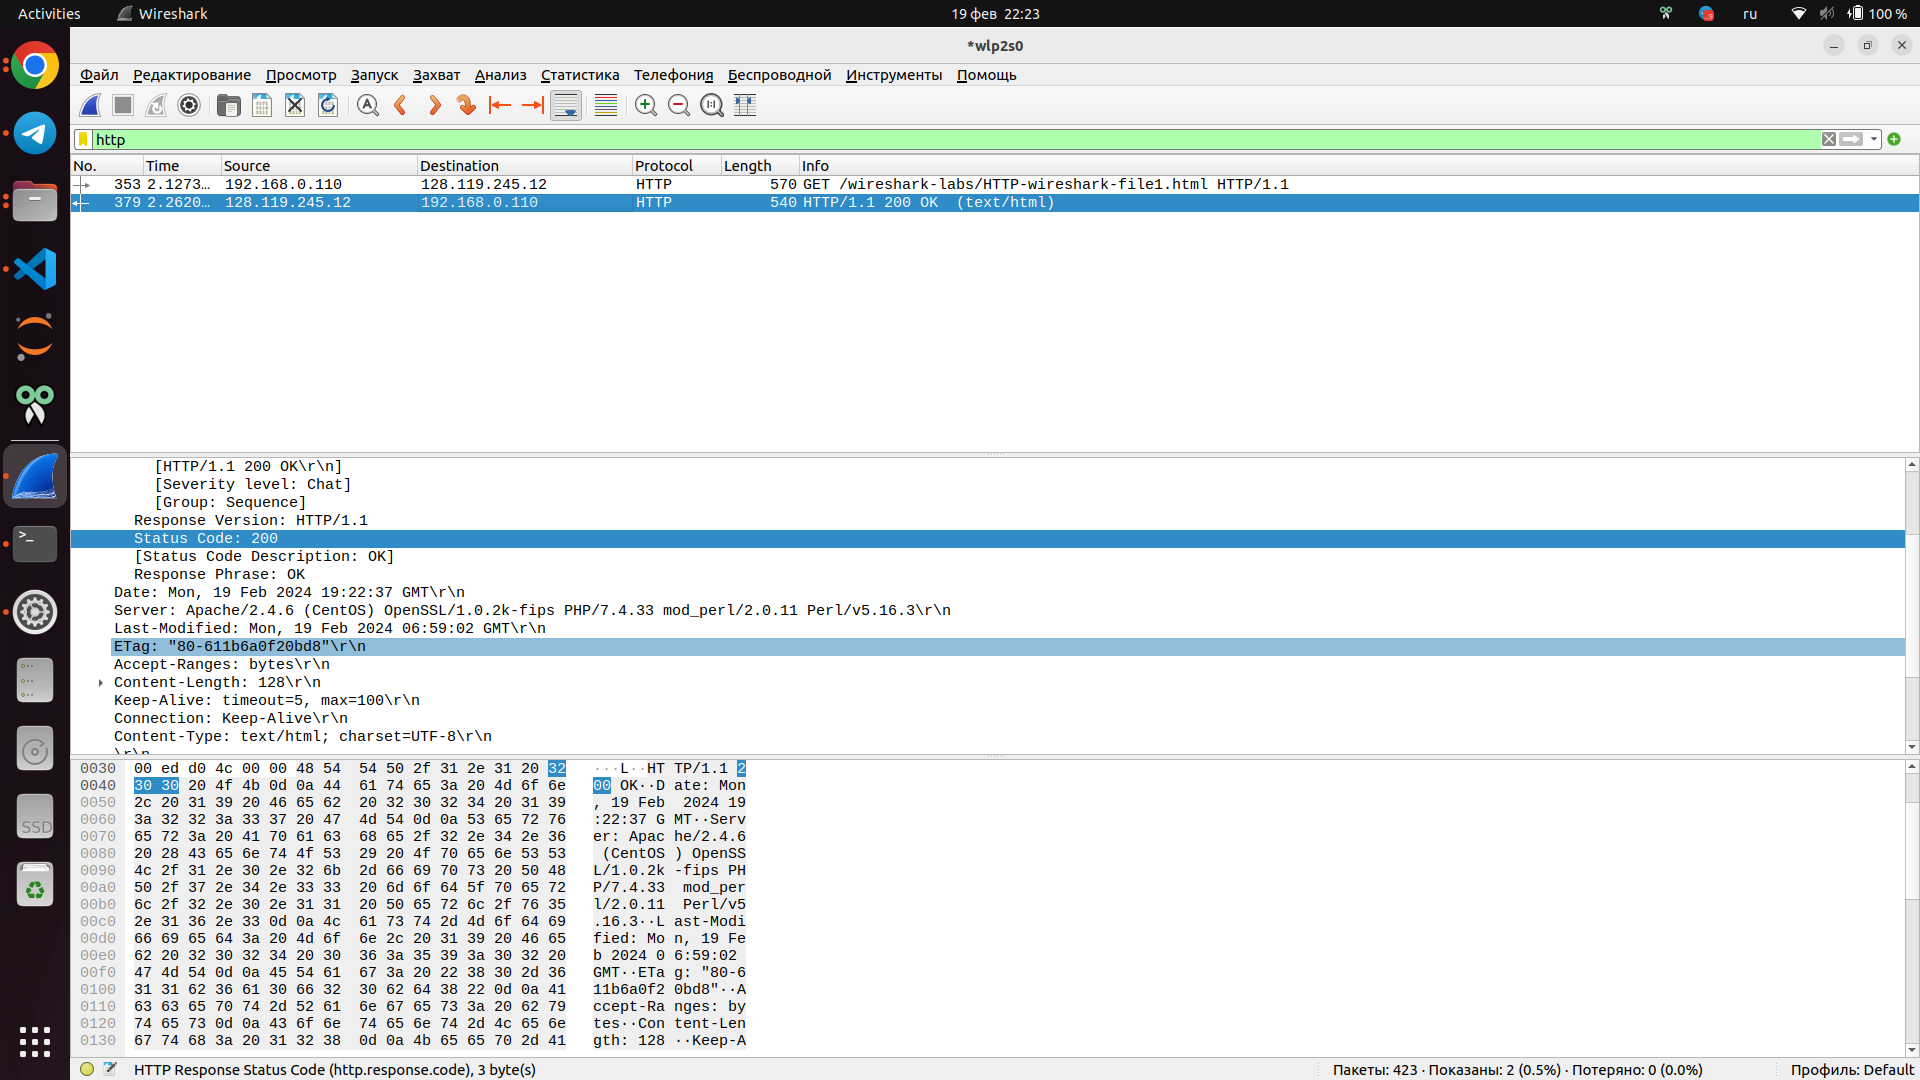 Activities Wireshark 19 фев 22:23 ru 100 %
*wlp2s0
Файл Редактирование Просмотр Запуск Захват Анализ Статистика Телефония Беспроводной Инструменты Помощь
http
No. Time Source Destination Protocol Length Info
353 2.1273… 192.168.0.110 128.119.245.12 HTTP 570 GET /wireshark-labs/HTTP-wireshark-file1.html HTTP/1.1
379 2.2620… 128.119.245.12 192.168.0.110 HTTP 540 HTTP/1.1 200 OK (text/html)
[HTTP/1.1 200 OK\r\n]
[Severity level: Chat]
[Group: Sequence]
Response Version: HTTP/1.1
Status Code: 200
[Status Code Description: OK]
Response Phrase: OK
Date: Mon, 19 Feb 2024 19:22:37 GMT\r\n
Server: Apache/2.4.6 (CentOS) OpenSSL/1.0.2k-fips PHP/7.4.33 mod_perl/2.0.11 Perl/v5.16.3\r\n
Last-Modified: Mon, 19 Feb 2024 06:59:02 GMT\r\n
ETag: "80-611b6a0f20bd8"\r\n
Accept-Ranges: bytes\r\n
Content-Length: 128\r\n
Keep-Alive: timeout=5, max=100\r\n
Connection: Keep-Alive\r\n
Content-Type: text/html; charset=UTF-8\r\n
\r\n
0030 00 ed d0 4c 00 00 48 54 54 50 2f 31 2e 31 20 32 ···L··HT TP/1.1 2
0040 30 30 20 4f 4b 0d 0a 44 61 74 65 3a 20 4d 6f 6e 00 OK··D ate: Mon
0050 2c 20 31 39 20 46 65 62 20 32 30 32 34 20 31 39 , 19 Feb 2024 19
0060 3a 32 32 3a 33 37 20 47 4d 54 0d 0a 53 65 72 76 :22:37 G MT··Serv
0070 65 72 3a 20 41 70 61 63 68 65 2f 32 2e 34 2e 36 er: Apac he/2.4.6
0080 20 28 43 65 6e 74 4f 53 29 20 4f 70 65 6e 53 53 (CentOS ) OpenSS
0090 4c 2f 31 2e 30 2e 32 6b 2d 66 69 70 73 20 50 48 L/1.0.2k -fips PH
00a0 50 2f 37 2e 34 2e 33 33 20 6d 6f 64 5f 70 65 72 P/7.4.33 mod_per
00b0 6c 2f 32 2e 30 2e 31 31 20 50 65 72 6c 2f 76 35 l/2.0.11 Perl/v5
00c0 2e 31 36 2e 33 0d 0a 4c 61 73 74 2d 4d 6f 64 69 .16.3··L ast-Modi
00d0 66 69 65 64 3a 20 4d 6f 6e 2c 20 31 39 20 46 65 fied: Mo n, 19 Fe
00e0 62 20 32 30 32 34 20 30 36 3a 35 39 3a 30 32 20 b 2024 0 6:59:02
00f0 47 4d 54 0d 0a 45 54 61 67 3a 20 22 38 30 2d 36 GMT··ETa g: "80-6
0100 31 31 62 36 61 30 66 32 30 62 64 38 22 0d 0a 41 11b6a0f2 0bd8"··A
0110 63 63 65 70 74 2d 52 61 6e 67 65 73 3a 20 62 79 ccept-Ra nges: by
0120 74 65 73 0d 0a 43 6f 6e 74 65 6e 74 2d 4c 65 6e tes··Con tent-Len
0130 67 74 68 3a 20 31 32 38 0d 0a 4b 65 65 70 2d 41 gth: 128 ··Keep-A
SSD
HTTP Response Status Code (http.response.code), 3 byte(s) Пакеты: 423 · Показаны: 2 (0.5%) · Потеряно: 0 (0.0%) Профиль: Default